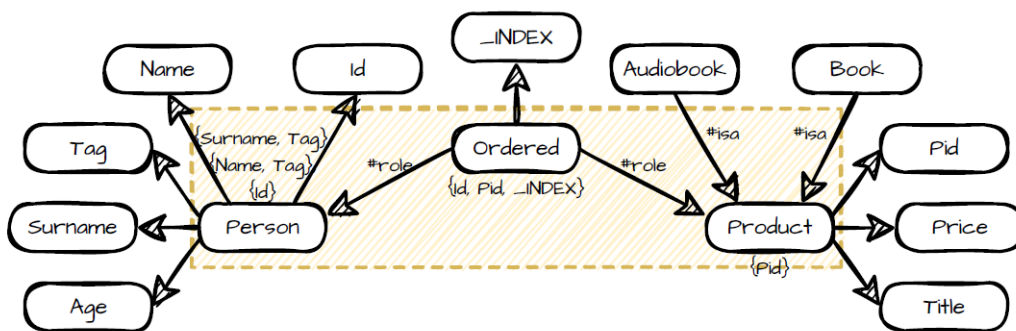 _INDEX
Name
Id
Audiobook
Book
{Surname, Tag}
#isa
#isa
Tag
{Name, Tag}
#role
Ordered
#role
Pid
{Id}
{Id, Pid, _INDEX}
Surname
Person
Product
Price
{Pid}
Age
Title